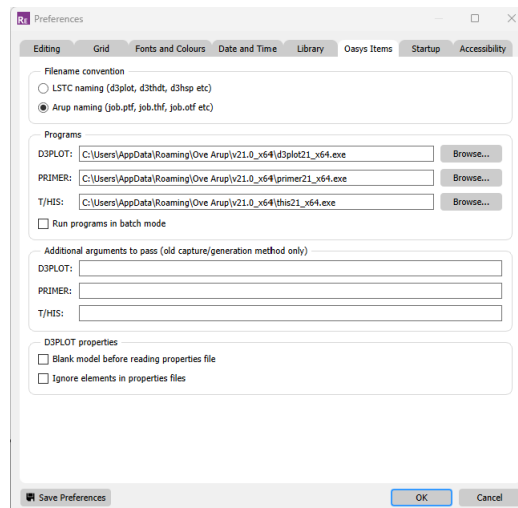 RE Preferences
Editing Grid Fonts and Colours Date and Time Library Oasys Items Startup Accessibility
Filename convention
LSTC naming (d3plot, d3thdt, d3hsp etc)
Arup naming (job.ptf, job.thf, job.otf etc)
Programs
D3PLOT: C:\Users\AppData\Roaming\Ove Arup\v21.0_x64\d3plot21_x64.exe Browse...
PRIMER: C:\Users\AppData\Roaming\Ove Arup\v21.0_x64\primer21_x64.exe Browse...
T/HIS: C:\Users\AppData\Roaming\Ove Arup\v21.0_x64\this21_x64.exe Browse...
Run programs in batch mode
Additional arguments to pass (old capture/generation method only)
D3PLOT:
PRIMER:
T/HIS:
D3PLOT properties
Blank model before reading properties file
Ignore elements in properties files
Save Preferences OK Cancel